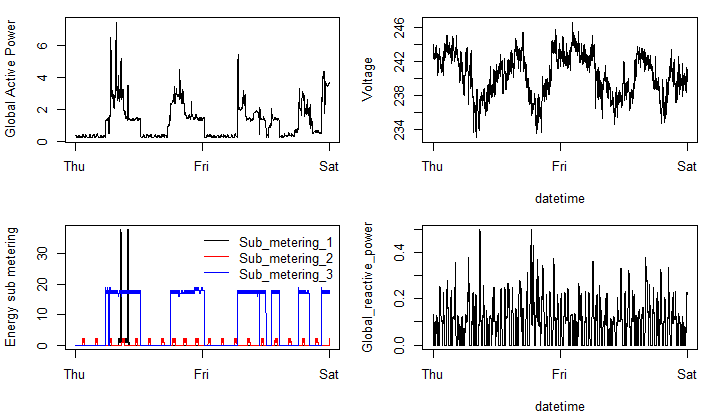 Global Active Power
0 2 4 6
Thu Fri Sat
Voltage
234 238 242 246
Thu Fri Sat
datetime
Energy sub metering
0 10 20 30
Sub_metering_1
Sub_metering_2
Sub_metering_3
Thu Fri Sat
Global_reactive_power
0.0 0.2 0.4
Thu Fri Sat
datetime